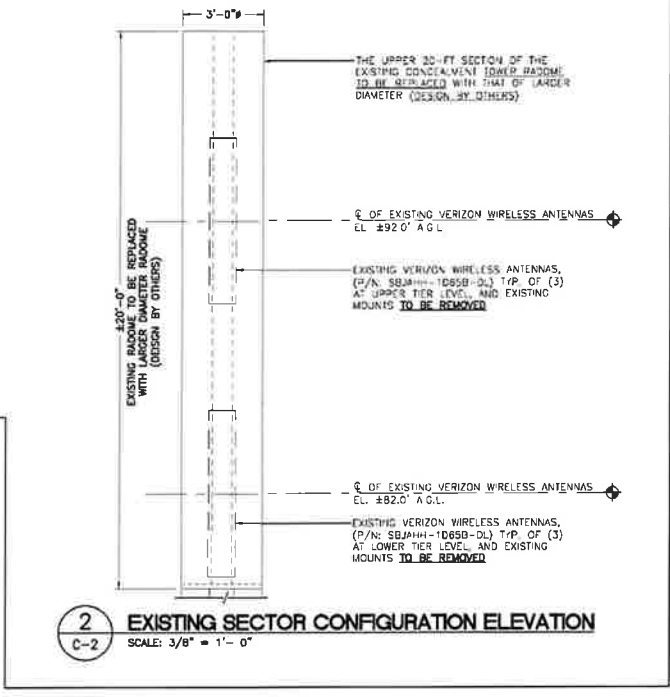 3'-0"ø
THE UPPER 20-FT SECTION OF THE
EXISTING CONCEALMENT TOWER RADOME
TO BE REPLACED WITH THAT OF LARGER
DIAMETER (DESIGN BY OTHERS)
±20'-0"
EXISTING RADOME TO BE REPLACED
WITH LARGER DIAMETER RADOME
(DEISGN BY OTHERS)
℄ OF EXISTING VERIZON WIRELESS ANTENNAS
EL ±92.0' A G L
EXISTING VERIZON WIRELESS ANTENNAS,
(P/N: SBJAHH-1D65B-DL) TYP. OF (3)
AT UPPER TIER LEVEL, AND EXISTING
MOUNTS TO BE REMOVED
℄ OF EXISTING VERIZON WIRELESS ANTENNAS
EL. ±82.0' A G.L.
EXISTING VERIZON WIRELESS ANTENNAS,
(P/N: SBJAHH-1D65B-DL) TYP. OF (3)
AT LOWER TIER LEVEL, AND EXISTING
MOUNTS TO BE REMOVED
2
C-2
EXISTING SECTOR CONFIGURATION ELEVATION
SCALE: 3/8" = 1'- 0"